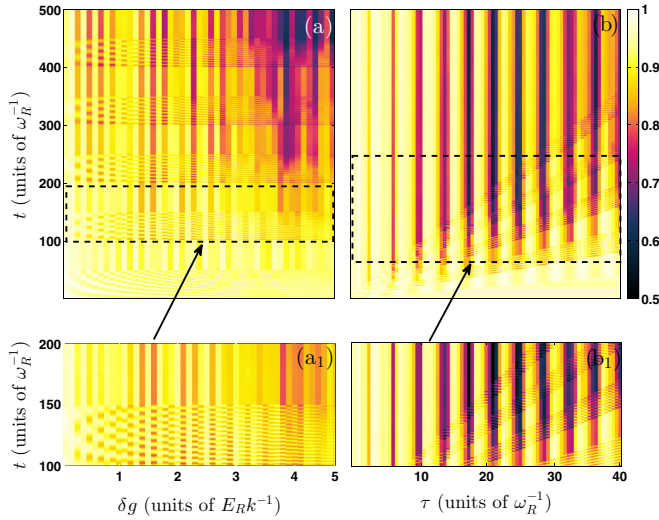 500
400
300
200
100
t (units of ω_R^{-1})
(a)
(b)
1
0.9
0.8
0.7
0.6
0.5
200
150
100
t (units of ω_R^{-1})
(a₁)
(b₁)
1 2 3 4 5
10 20 30 40
δg (units of E_R k^{-1})
τ (units of ω_R^{-1})